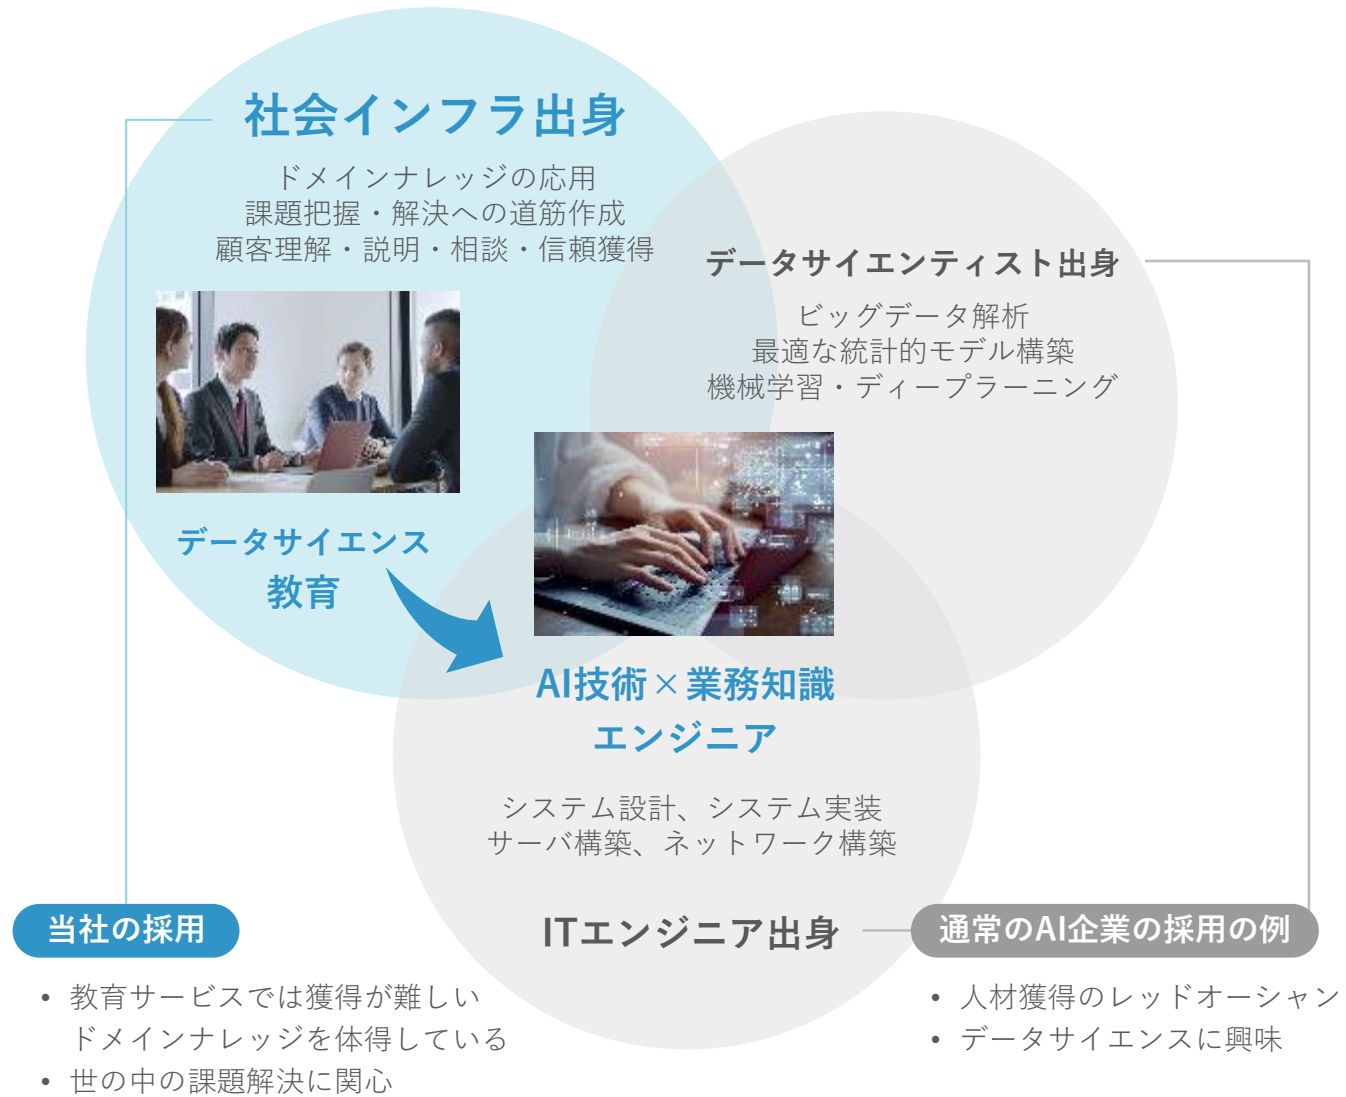 社会インフラ出身
ドメインナレッジの応用
課題把握・解決への道筋作成
顧客理解・説明・相談・信頼獲得
データサイエンティスト出身
ビッグデータ解析
最適な統計的モデル構築
機械学習・ディープラーニング
データサイエンス
教育
AI技術×業務知識
エンジニア
システム設計、システム実装
サーバ構築、ネットワーク構築
ITエンジニア出身
当社の採用
• 教育サービスでは獲得が難しい
ドメインナレッジを体得している
• 世の中の課題解決に関心
通常のAI企業の採用の例
• 人材獲得のレッドオーシャン
• データサイエンスに興味